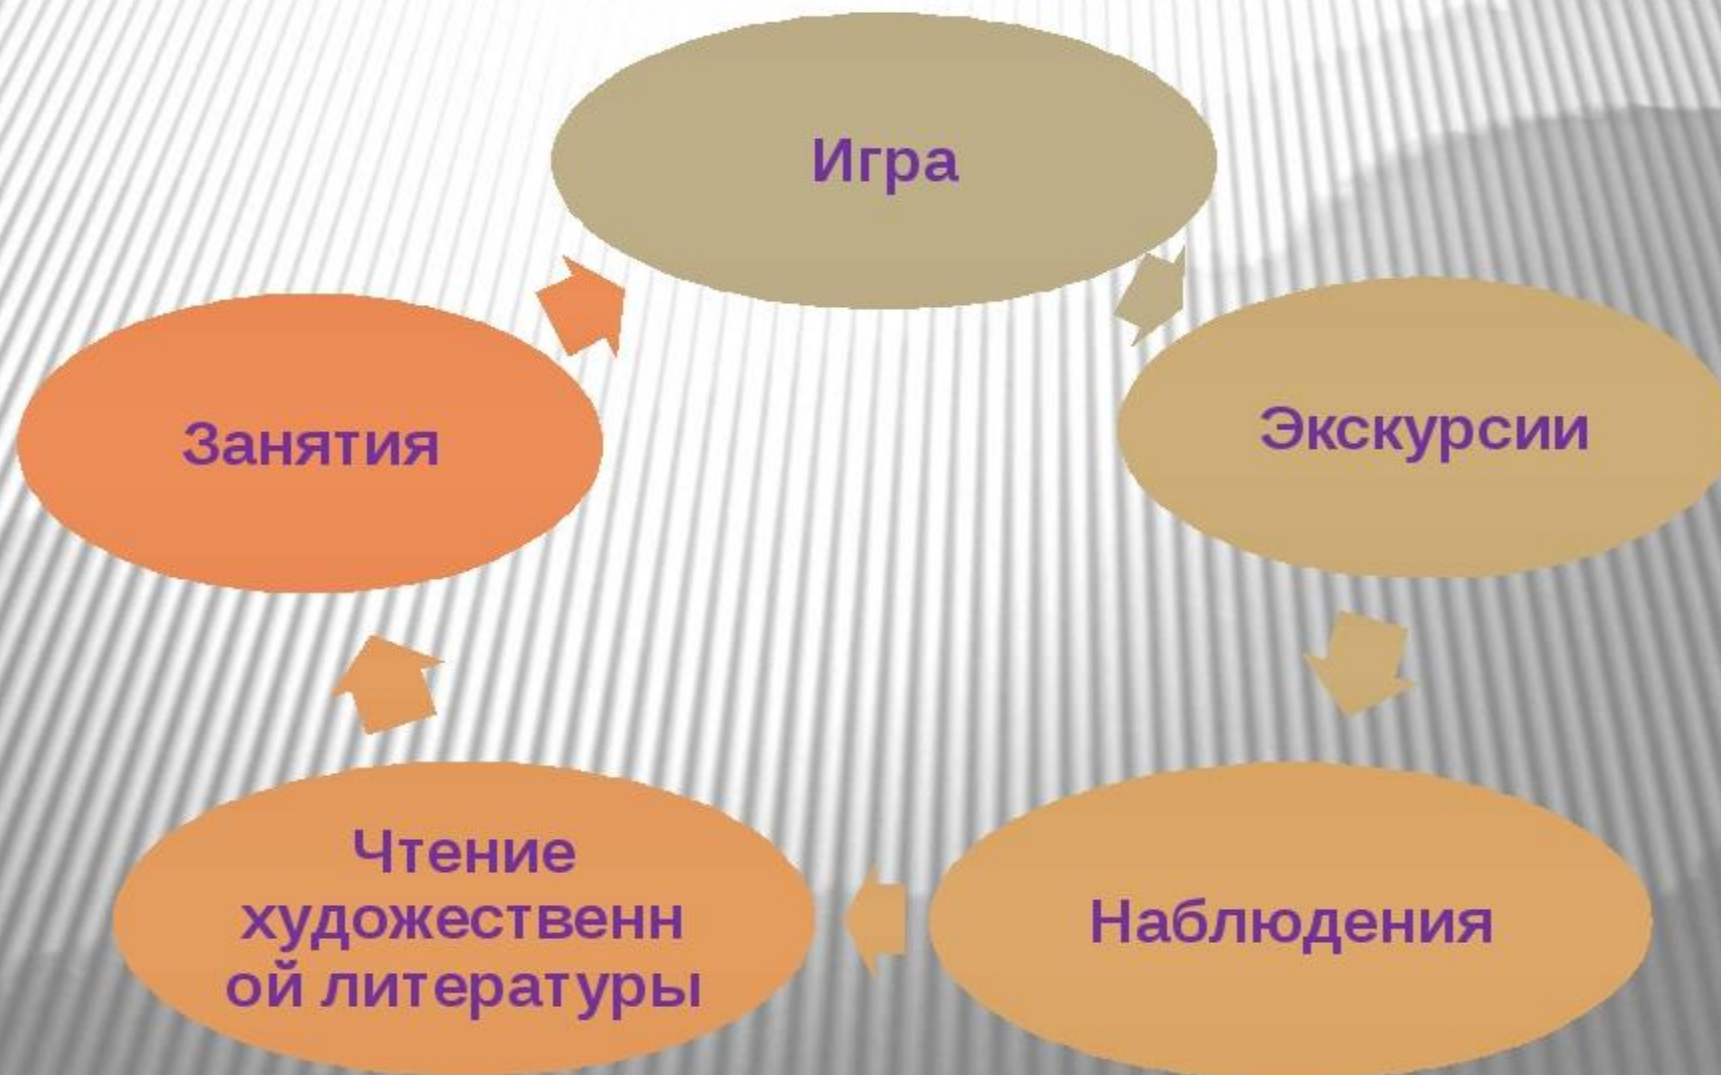 Игра
Экскурсии
Занятия
Чтение
художественн
ой литературы
Наблюдения